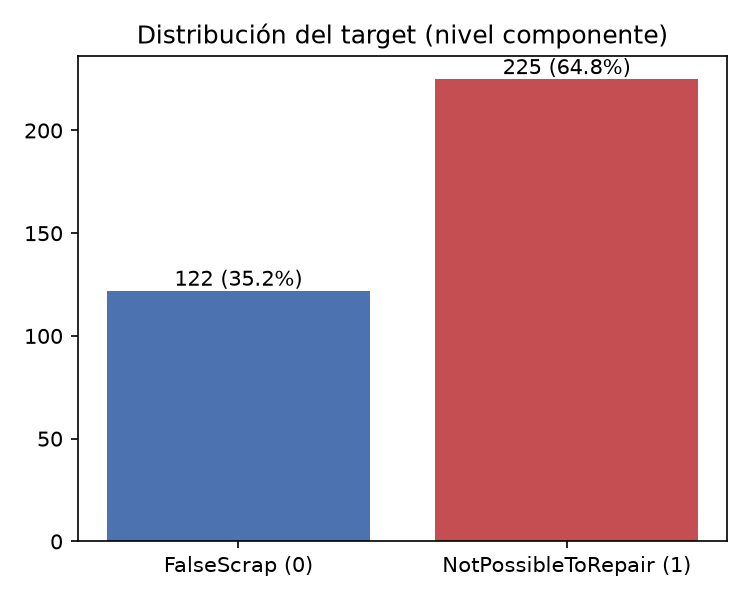 Distribución del target (nivel componente)
225 (64.8%)
122 (35.2%)
200
150
100
50
0
FalseScrap (0)
NotPossibleToRepair (1)